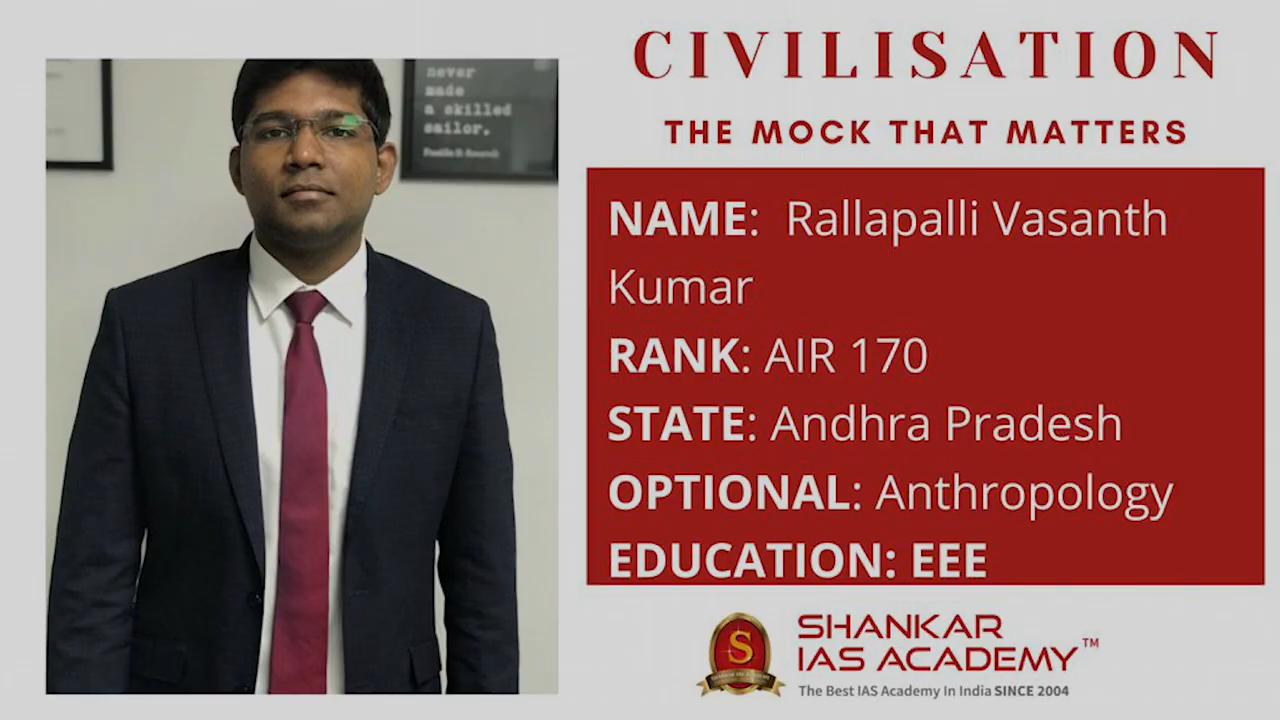 CIVILISATION
THE MOCK THAT MATTERS
never
made
a skilled
sailor.
NAME: Rallapalli Vasanth
Kumar
RANK: AIR 170
STATE: Andhra Pradesh
OPTIONAL: Anthropology
EDUCATION: EEE
S
SHANKAR
IAS ACADEMY™
The Best IAS Academy In India SINCE 2004